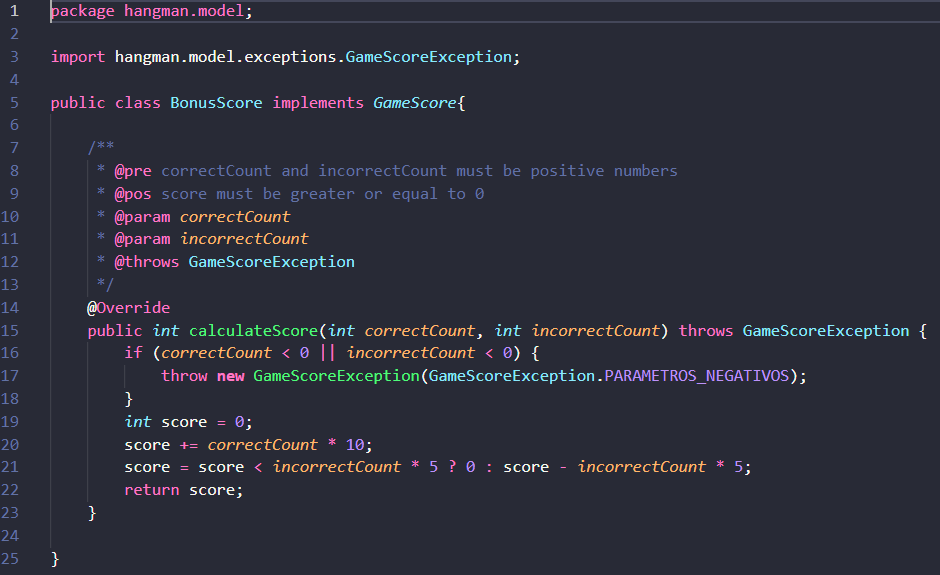 1 package hangman.model;
2
3 import hangman.model.exceptions.GameScoreException;
4
5 public class BonusScore implements GameScore{
6
7     /**
8      * @pre correctCount and incorrectCount must be positive numbers
9      * @pos score must be greater or equal to 0
10      * @param correctCount
11      * @param incorrectCount
12      * @throws GameScoreException
13      */
14     @Override
15     public int calculateScore(int correctCount, int incorrectCount) throws GameScoreException {
16         if (correctCount < 0 || incorrectCount < 0) {
17             throw new GameScoreException(GameScoreException.PARAMETROS_NEGATIVOS);
18         }
19         int score = 0;
20         score += correctCount * 10;
21         score = score < incorrectCount * 5 ? 0 : score - incorrectCount * 5;
22         return score;
23     }
24
25 }